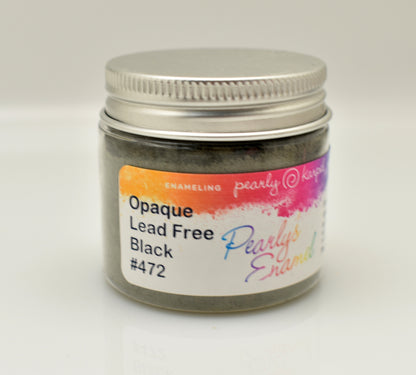 ENAMELING pearly
Opaque
Lead Free
Black
#472
Pearly's
Enamel